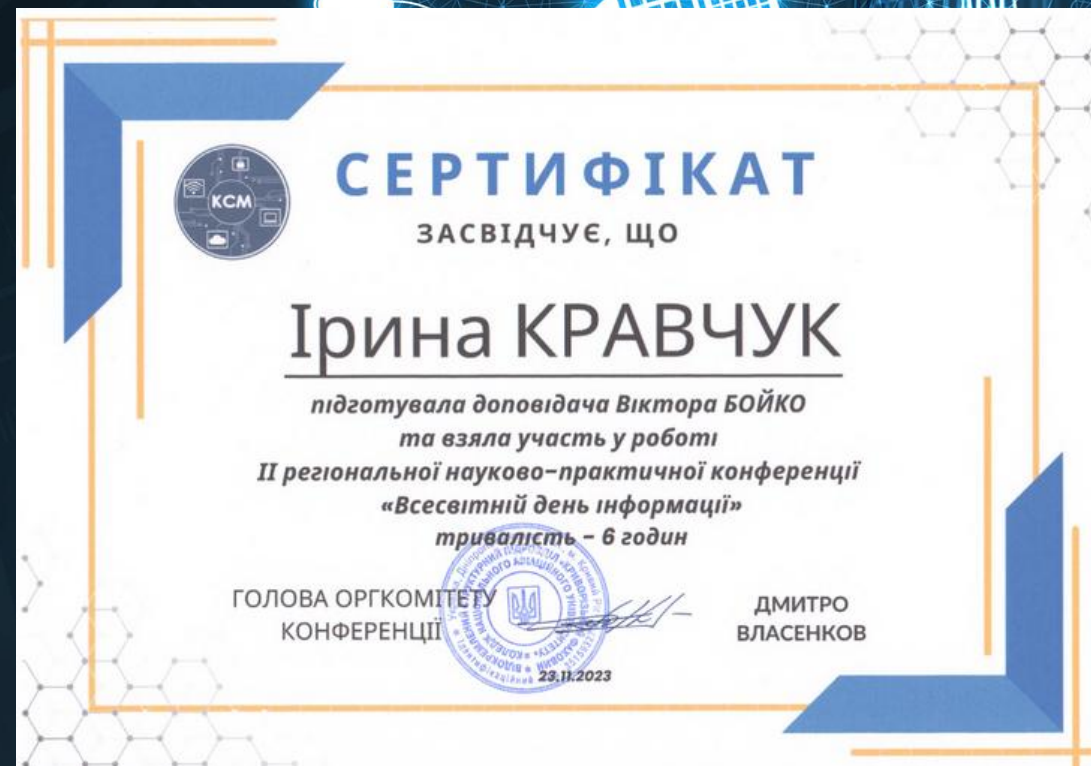 КСМ
СЕРТИФІКАТ
ЗАСВІДЧУЄ, ЩО
Ірина КРАВЧУК
підготувала доповідача Віктора БОЙКО
та взяла участь у роботі
ІІ регіональної науково-практичної конференції
«Всесвітній день інформації»
тривалість – 6 годин
ГОЛОВА ОРГКОМІТЕТУ
КОНФЕРЕНЦІЇ
ДМИТРО
ВЛАСЕНКОВ
23.11.2023